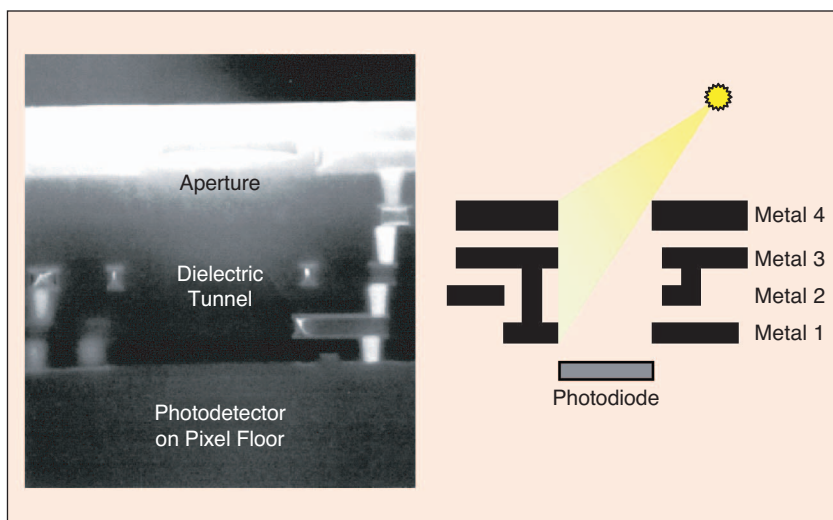 Aperture
Dielectric
Tunnel
Photodetector
on Pixel Floor
Metal 4
Metal 3
Metal 2
Metal 1
Photodiode